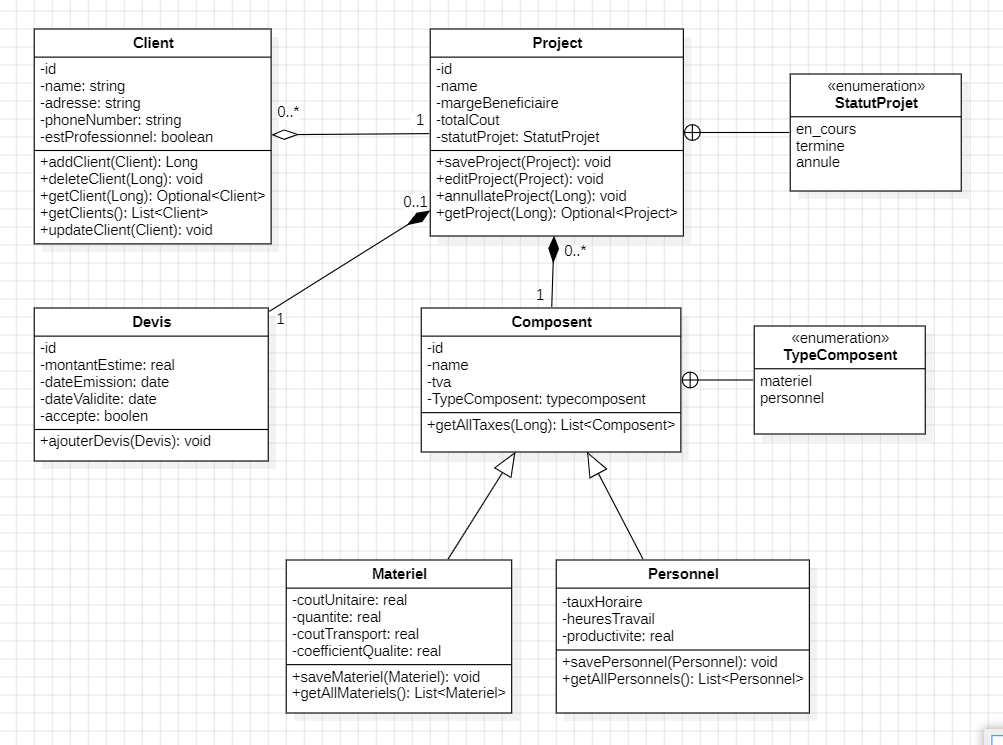 Client
-id
-name: string
-adresse: string
-phoneNumber: string
-estProfessionnel: boolean
+addClient(Client): Long
+deleteClient(Long): void
+getClient(Long): Optional<Client>
+getClients(): List<Client>
+updateClient(Client): void
0..*
1
Project
-id
-name
-margeBeneficiaire
-totalCout
-statutProjet: StatutProjet
+saveProject(Project): void
+editProject(Project): void
+annullateProject(Long): void
+getProject(Long): Optional<Project>
«enumeration»
StatutProjet
en_cours
termine
annule
0..1
1
0..*
1
Devis
-id
-montantEstime: real
-dateEmission: date
-dateValidite: date
-accepte: boolen
+ajouterDevis(Devis): void
Composent
-id
-name
-tva
-TypeComposent: typecomposent
+getAllTaxes(Long): List<Composent>
«enumeration»
TypeComposent
materiel
personnel
Materiel
-coutUnitaire: real
-quantite: real
-coutTransport: real
-coefficientQualite: real
+saveMateriel(Materiel): void
+getAllMateriels(): List<Materiel>
Personnel
-tauxHoraire
-heuresTravail
-productivite: real
+savePersonnel(Personnel): void
+getAllPersonnels(): List<Personnel>